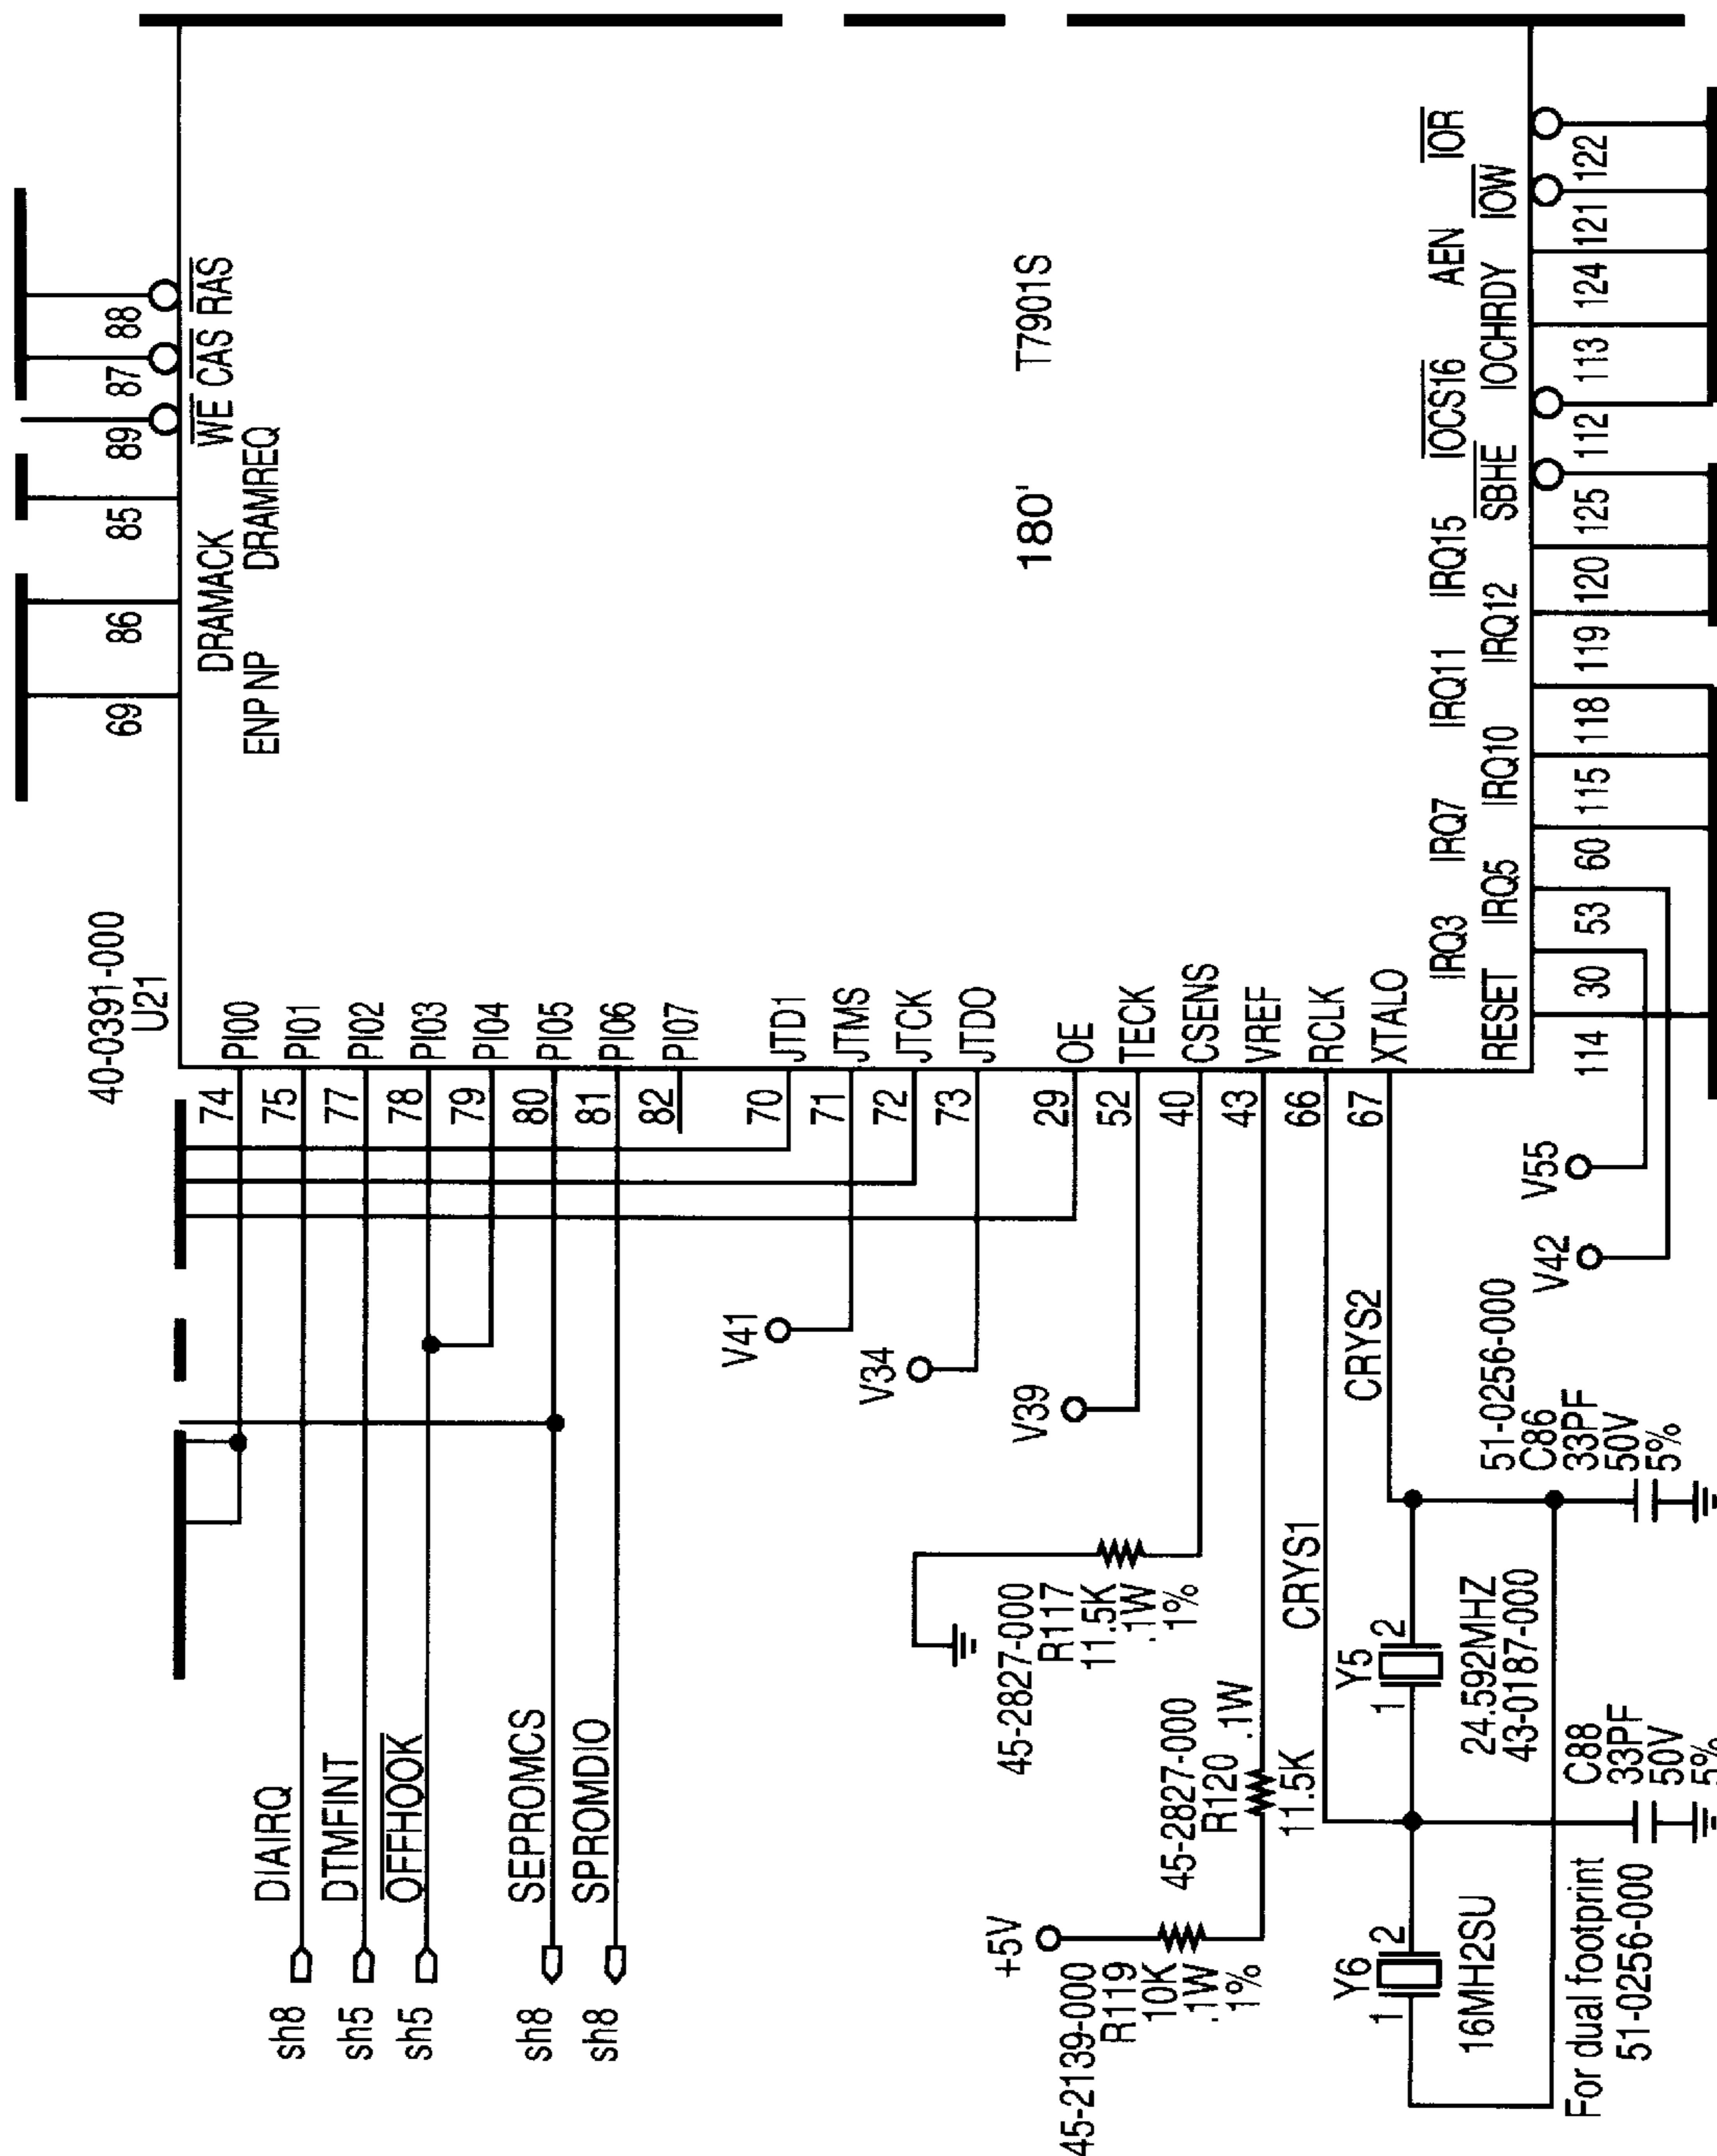 40-0391-000
U21
69
86
85
89
87
88
ENP NP
DRAMACK
DRAMREQ
WE
CAS
RAS
74
PI00
75
PI01
77
PI02
78
PI03
79
PI04
80
PI05
81
PI06
82
PI07
70
JTD1
71
JTMS
72
JTCK
73
JTDO
29
OE
52
TECK
40
CSENS
43
VREF
66
RCLK
67
XTALO
180'
T7901S
RESET
IRQ3
IRQ5
IRQ7
IRQ10
IRQ11
IRQ12
IRQ15
SBHE
IOCS16
IOCHRDY
AEN
IOW
IOR
114
30
53
60
115
118
119
120
125
112
113
124
121
122
sh8
DIAIRQ
sh5
DTMFINT
sh5
OFFHOOK
sh8
SEPROMCS
sh8
SPROMDIO
V41
V34
V39
V55
V42
45-2827-000
R117
11.5K
.1W
1%
+5V
45-2139-000
R119
10K
.1W
1%
45-2827-000
R120
.1W
11.5K
CRYS1
CRYS2
Y6
1
2
16MH2SU
Y5
1
2
24.592MHZ
43-0187-000
51-0256-000
C86
33PF
50V
5%
For dual footprint
51-0256-000
C88
33PF
50V
5%